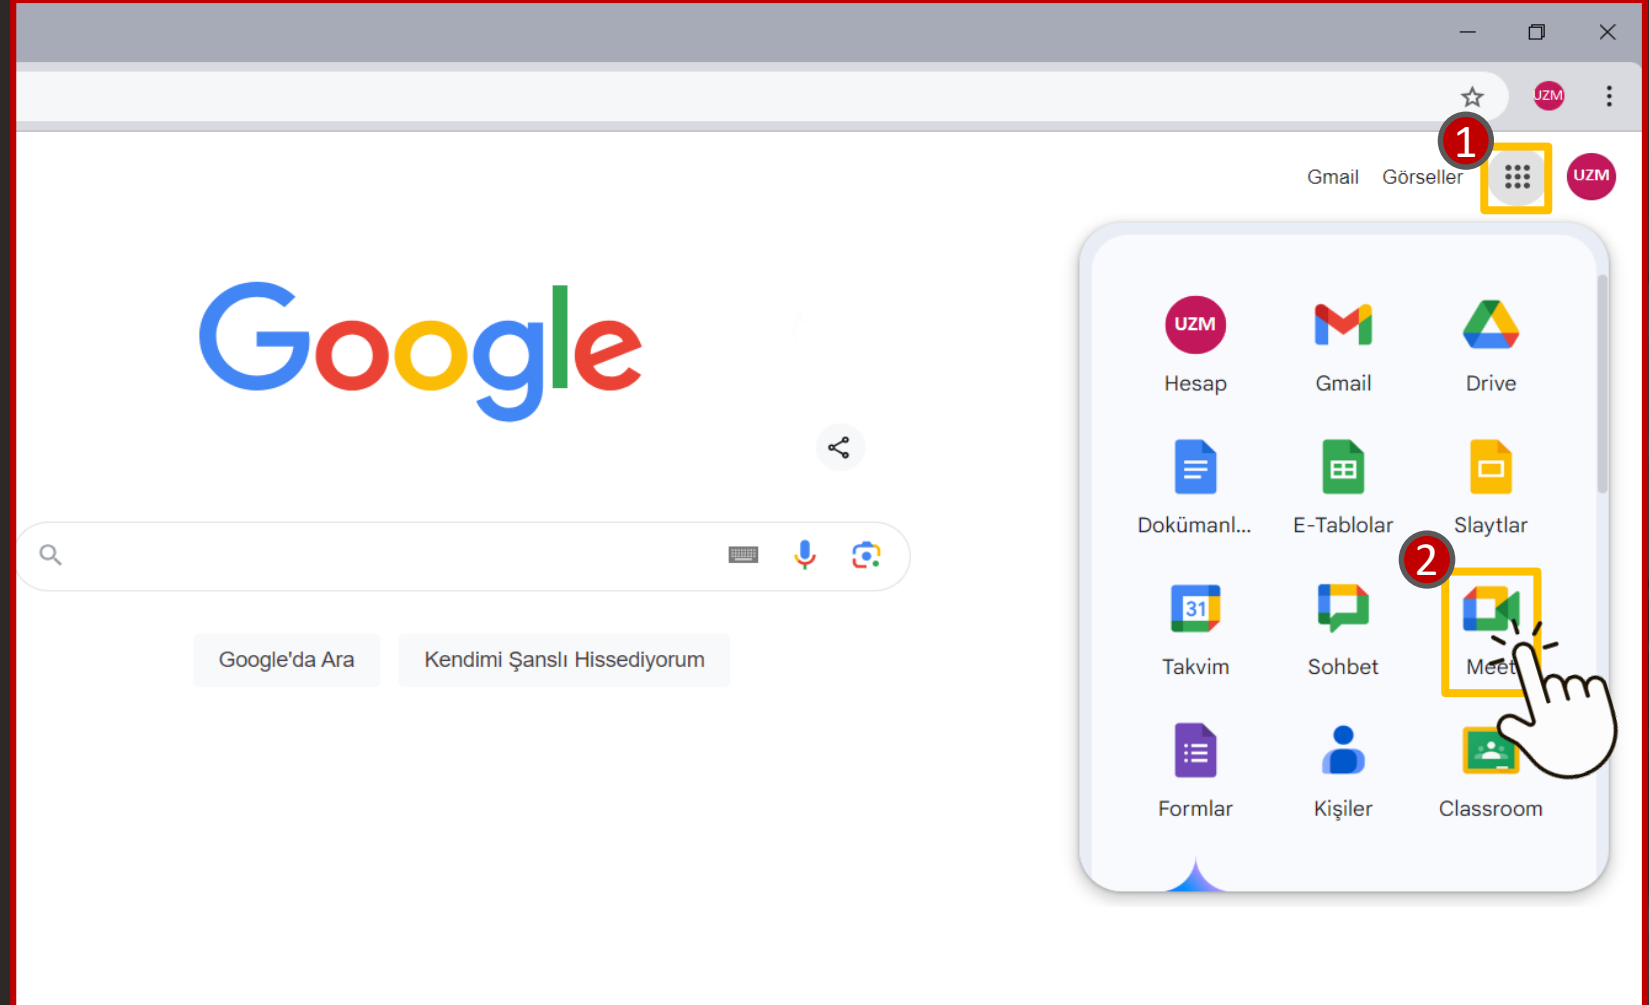 UZM
1
Gmail Görseller UZM
Google
UZM
Hesap Gmail Drive
Dokümanl... E-Tablolar Slaytlar
2
31
Takvim Sohbet Meet
Google'da Ara Kendimi Şanslı Hissediyorum
Formlar Kişiler Classroom